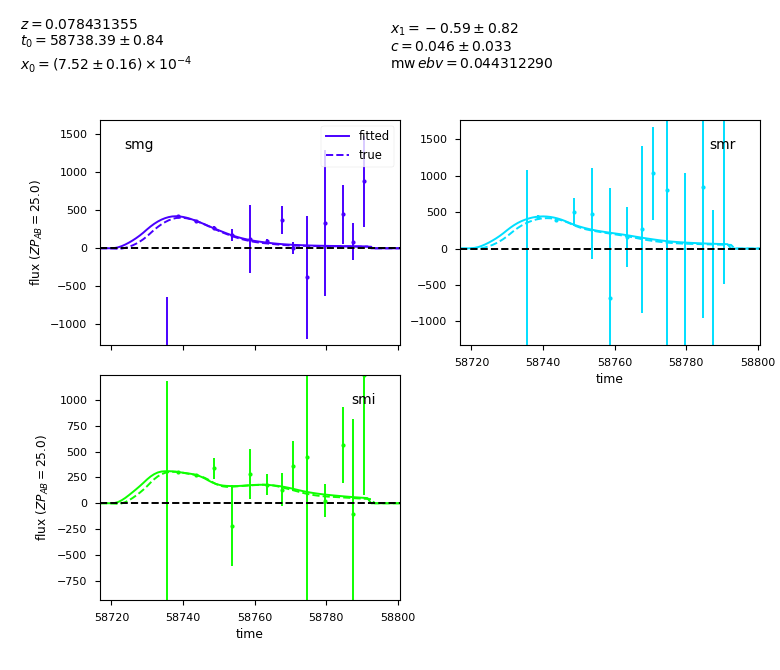 z = 0.078431355
t₀ = 58738.39 ± 0.84
x₀ = (7.52 ± 0.16) × 10⁻⁴
x₁ = −0.59 ± 0.82
c = 0.046 ± 0.033
mw ebv = 0.044312290
smg
fitted
true
1500
1000
500
0
−500
−1000
flux (ZP_AB = 25.0)
smr
1500
1000
500
0
−500
−1000
58720 58740 58760 58780 58800
time
smi
1000
750
500
250
0
−250
−500
−750
flux (ZP_AB = 25.0)
58720 58740 58760 58780 58800
time